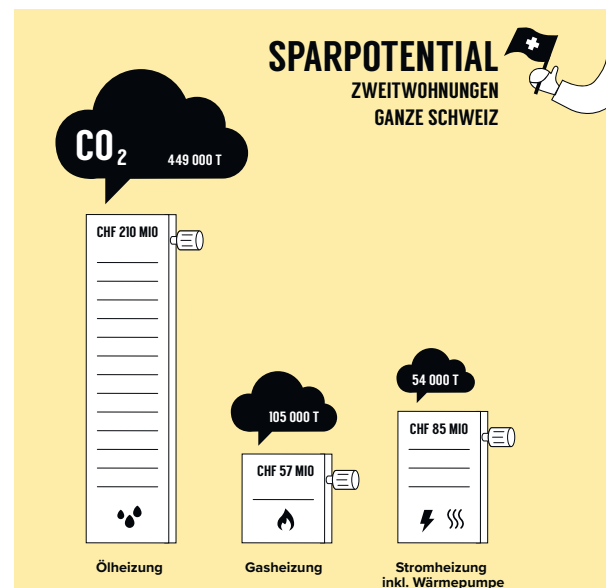 SPARPOTENTIAL
ZWEITWOHNUNGEN
GANZE SCHWEIZ
CO2
449 000 T
CHF 210 MIO
105 000 T
CHF 57 MIO
54 000 T
CHF 85 MIO
Ölheizung
Gasheizung
Stromheizung
inkl. Wärmepumpe